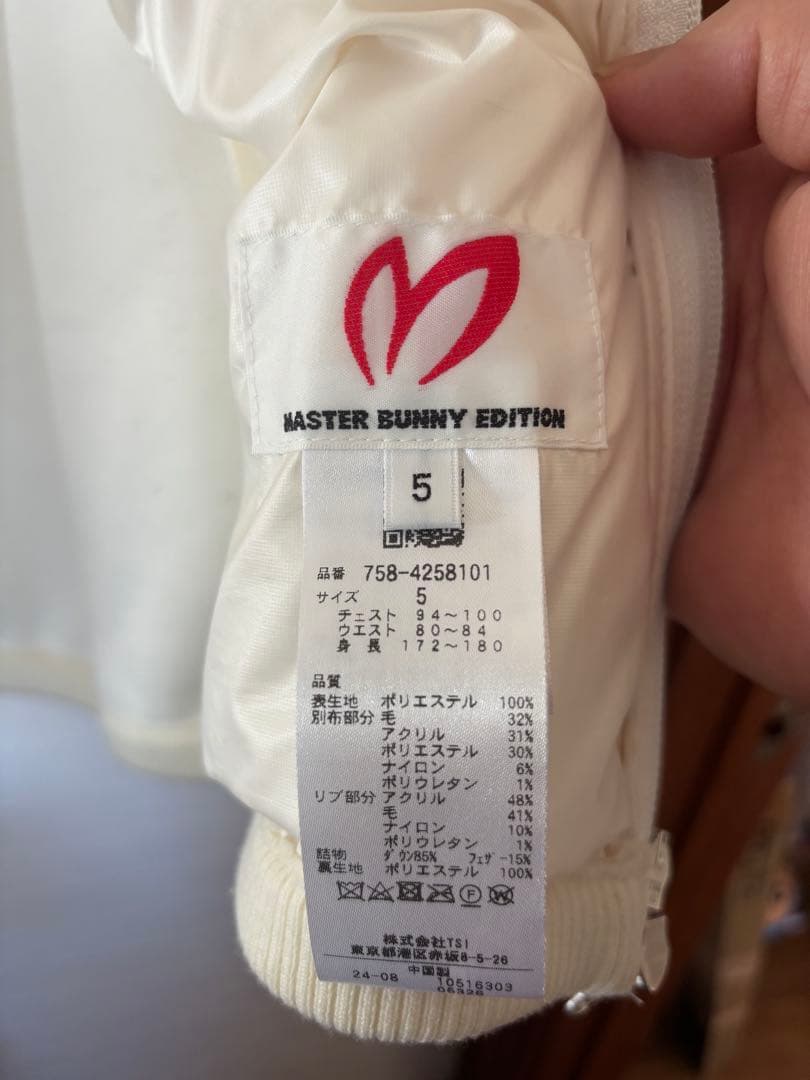 MASTER BUNNY EDITION
5
品番 758-4258101
サイズ 5
チェスト 94～100
ウエスト 80～84
身長 172～180
品質
表生地 ポリエステル 100%
別布部分 毛 32%
アクリル 31%
ポリエステル 30%
ナイロン 6%
ポリウレタン 1%
リブ部分 アクリル 48%
毛 41%
ナイロン 10%
ポリウレタン 1%
詰物 ﾀﾞｳﾝ85% ﾌｪｻﾞｰ15%
裏生地 ポリエステル 100%
F W
株式会社TSI
東京都港区赤坂8-5-26
中国製
24-08 10516303